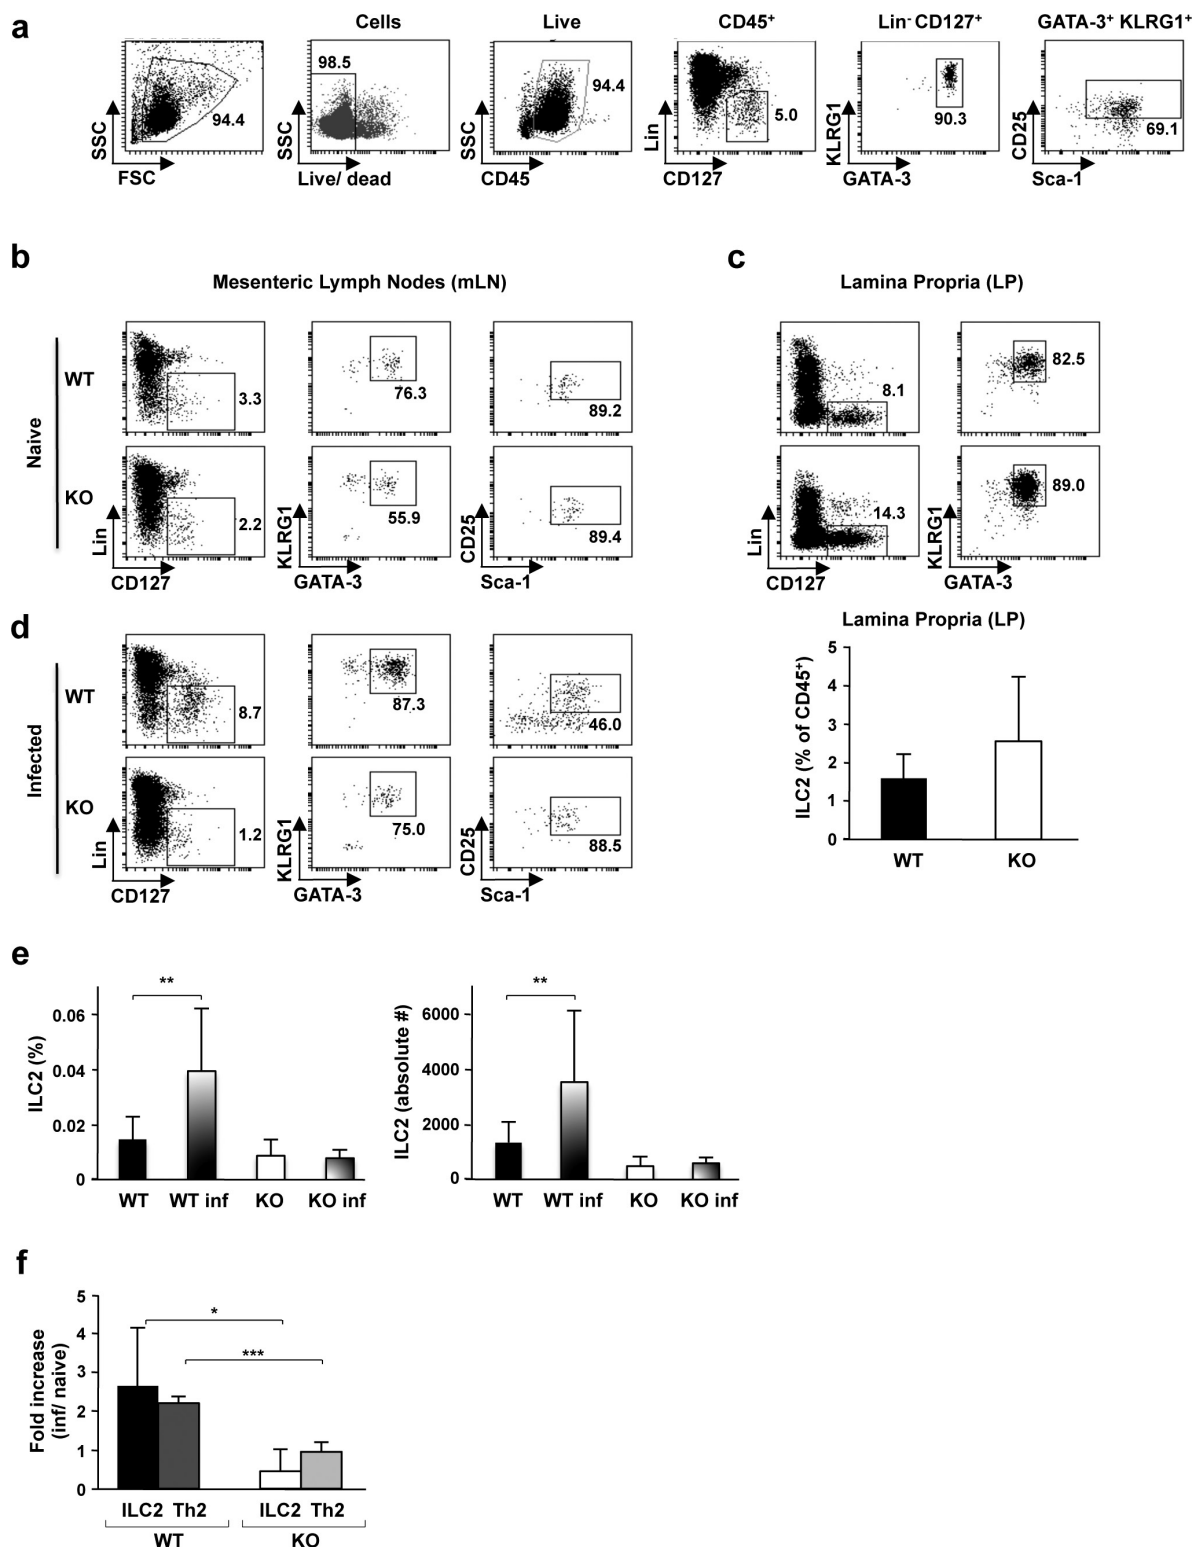 a
Cells
Live
CD45+
Lin- CD127+
GATA-3+ KLRG1+
SSC
94.4
FSC
98.5
SSC
Live/ dead
94.4
SSC
CD45
5.0
Lin
CD127
90.3
KLRG1
GATA-3
69.1
CD25
Sca-1
b
Mesenteric Lymph Nodes (mLN)
Naive
WT
3.3
76.3
89.2
KO
2.2
55.9
89.4
Lin
CD127
KLRG1
GATA-3
CD25
Sca-1
c
Lamina Propria (LP)
8.1
82.5
14.3
89.0
Lin
CD127
KLRG1
GATA-3
Lamina Propria (LP)
ILC2 (% of CD45+)
5
4
3
2
1
0
WT
KO
d
Infected
WT
8.7
87.3
46.0
KO
1.2
75.0
88.5
Lin
CD127
KLRG1
GATA-3
CD25
Sca-1
e
**
ILC2 (%)
0.06
0.04
0.02
0
WT
WT inf
KO
KO inf
**
ILC2 (absolute #)
6000
4000
2000
0
WT
WT inf
KO
KO inf
f
Fold increase
(inf/ naive)
5
4
3
2
1
0
*
***
ILC2 Th2
ILC2 Th2
WT
KO